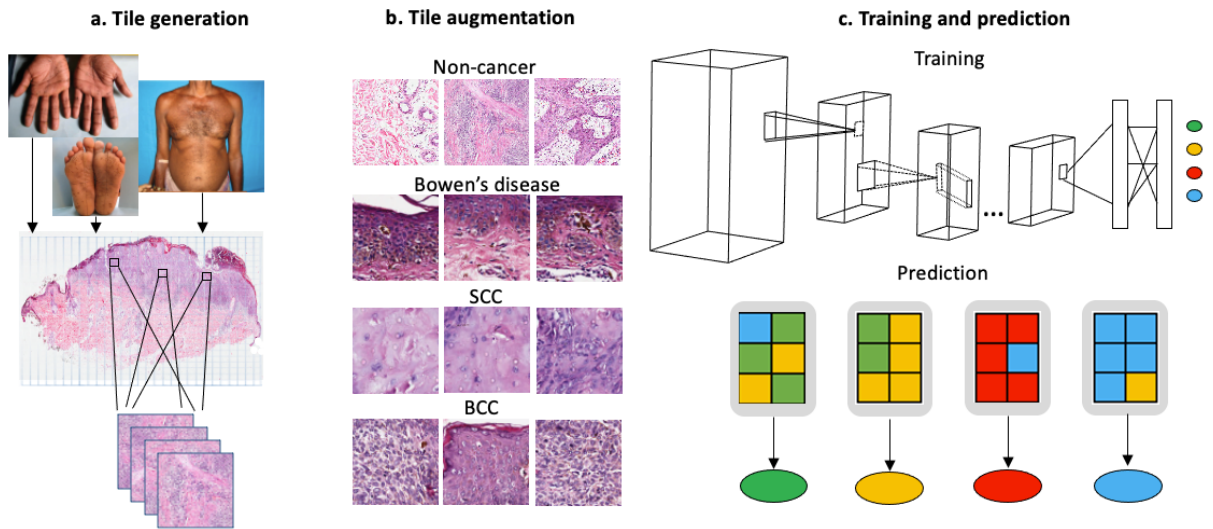 a. Tile generation
b. Tile augmentation
Non-cancer
Bowen's disease
SCC
BCC
c. Training and prediction
Training
...
Prediction